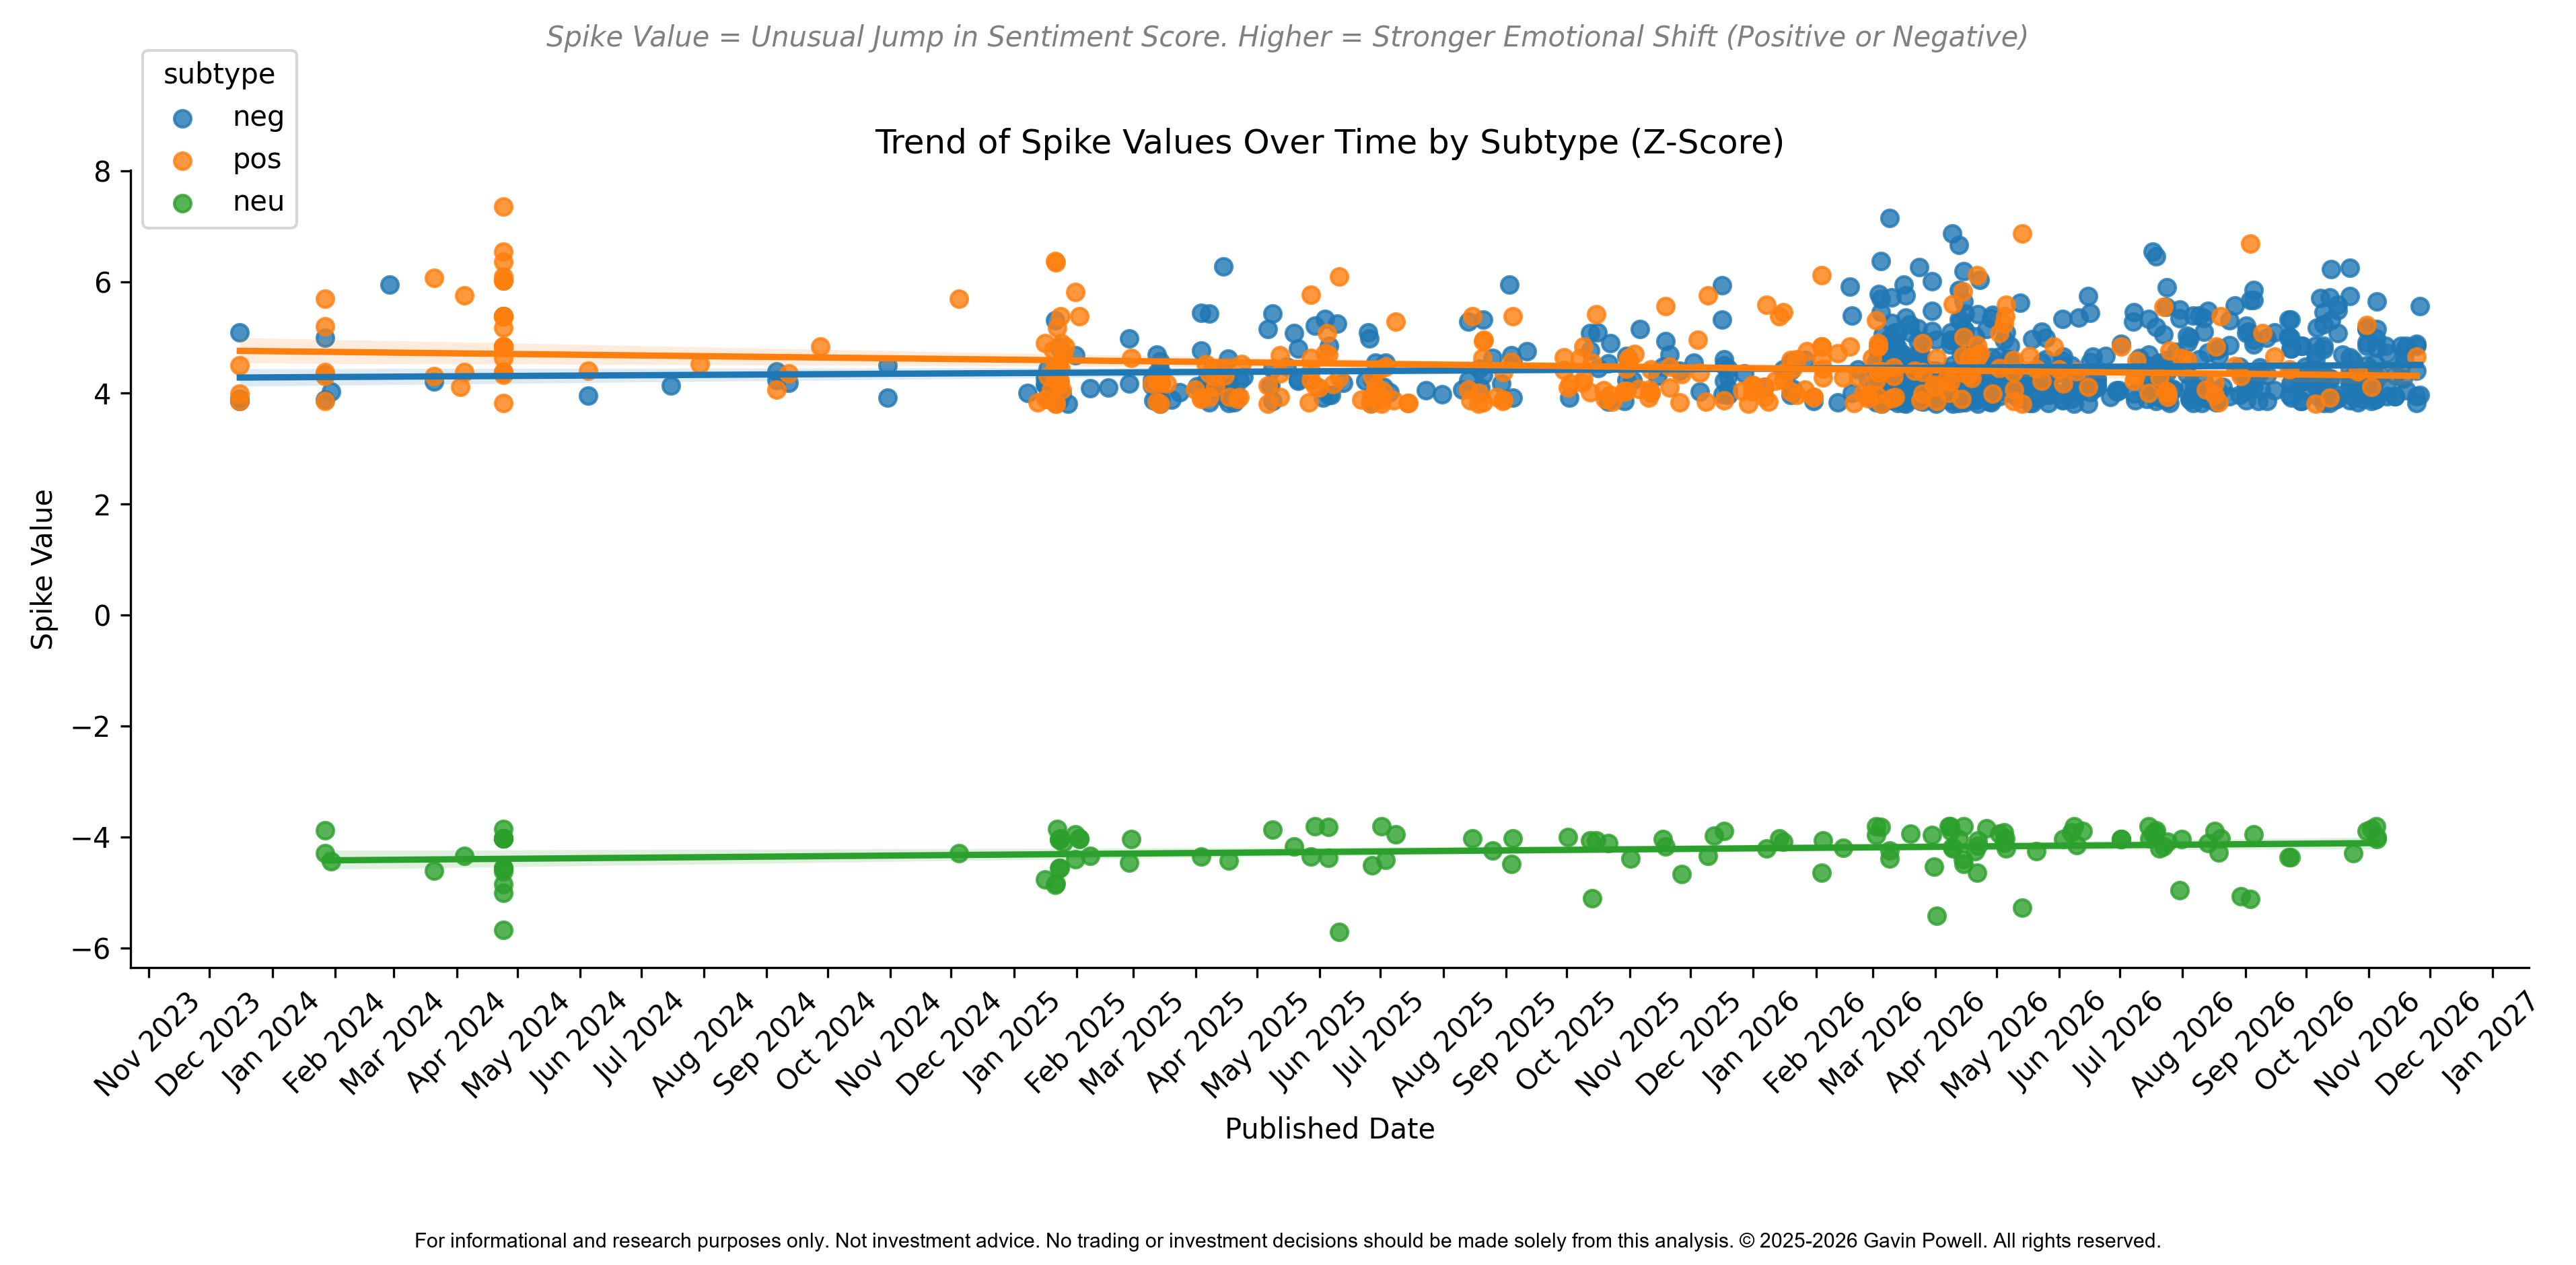 Spike Value = Unusual Jump in Sentiment Score. Higher = Stronger Emotional Shift (Positive or Negative)
subtype
neg
pos
neu
Trend of Spike Values Over Time by Subtype (Z-Score)
8
6
4
2
0
−2
−4
−6
Spike Value
Nov 2023
Dec 2023
Jan 2024
Feb 2024
Mar 2024
Apr 2024
May 2024
Jun 2024
Jul 2024
Aug 2024
Sep 2024
Oct 2024
Nov 2024
Dec 2024
Jan 2025
Feb 2025
Mar 2025
Apr 2025
May 2025
Jun 2025
Jul 2025
Aug 2025
Sep 2025
Oct 2025
Nov 2025
Dec 2025
Jan 2026
Feb 2026
Mar 2026
Apr 2026
May 2026
Jun 2026
Jul 2026
Aug 2026
Sep 2026
Oct 2026
Nov 2026
Dec 2026
Jan 2027
Published Date
For informational and research purposes only. Not investment advice. No trading or investment decisions should be made solely from this analysis. © 2025-2026 Gavin Powell. All rights reserved.